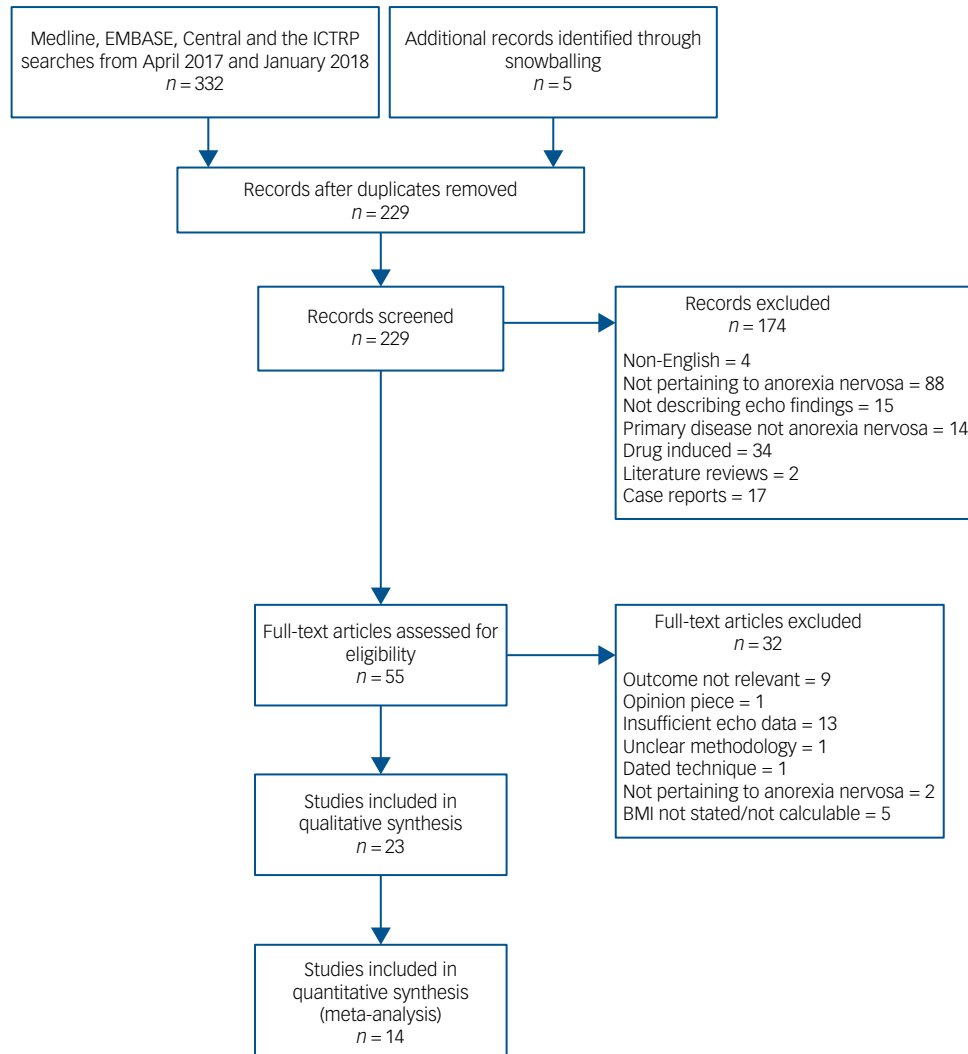 Medline, EMBASE, Central and the ICTRP
searches from April 2017 and January 2018
n = 332
Additional records identified through
snowballing
n = 5
Records after duplicates removed
n = 229
Records screened
n = 229
Records excluded
n = 174
Non-English = 4
Not pertaining to anorexia nervosa = 88
Not describing echo findings = 15
Primary disease not anorexia nervosa = 14
Drug induced = 34
Literature reviews = 2
Case reports = 17
Full-text articles assessed for
eligibility
n = 55
Full-text articles excluded
n = 32
Outcome not relevant = 9
Opinion piece = 1
Insufficient echo data = 13
Unclear methodology = 1
Dated technique = 1
Not pertaining to anorexia nervosa = 2
BMI not stated/not calculable = 5
Studies included in
qualitative synthesis
n = 23
Studies included in
quantitative synthesis
(meta-analysis)
n = 14